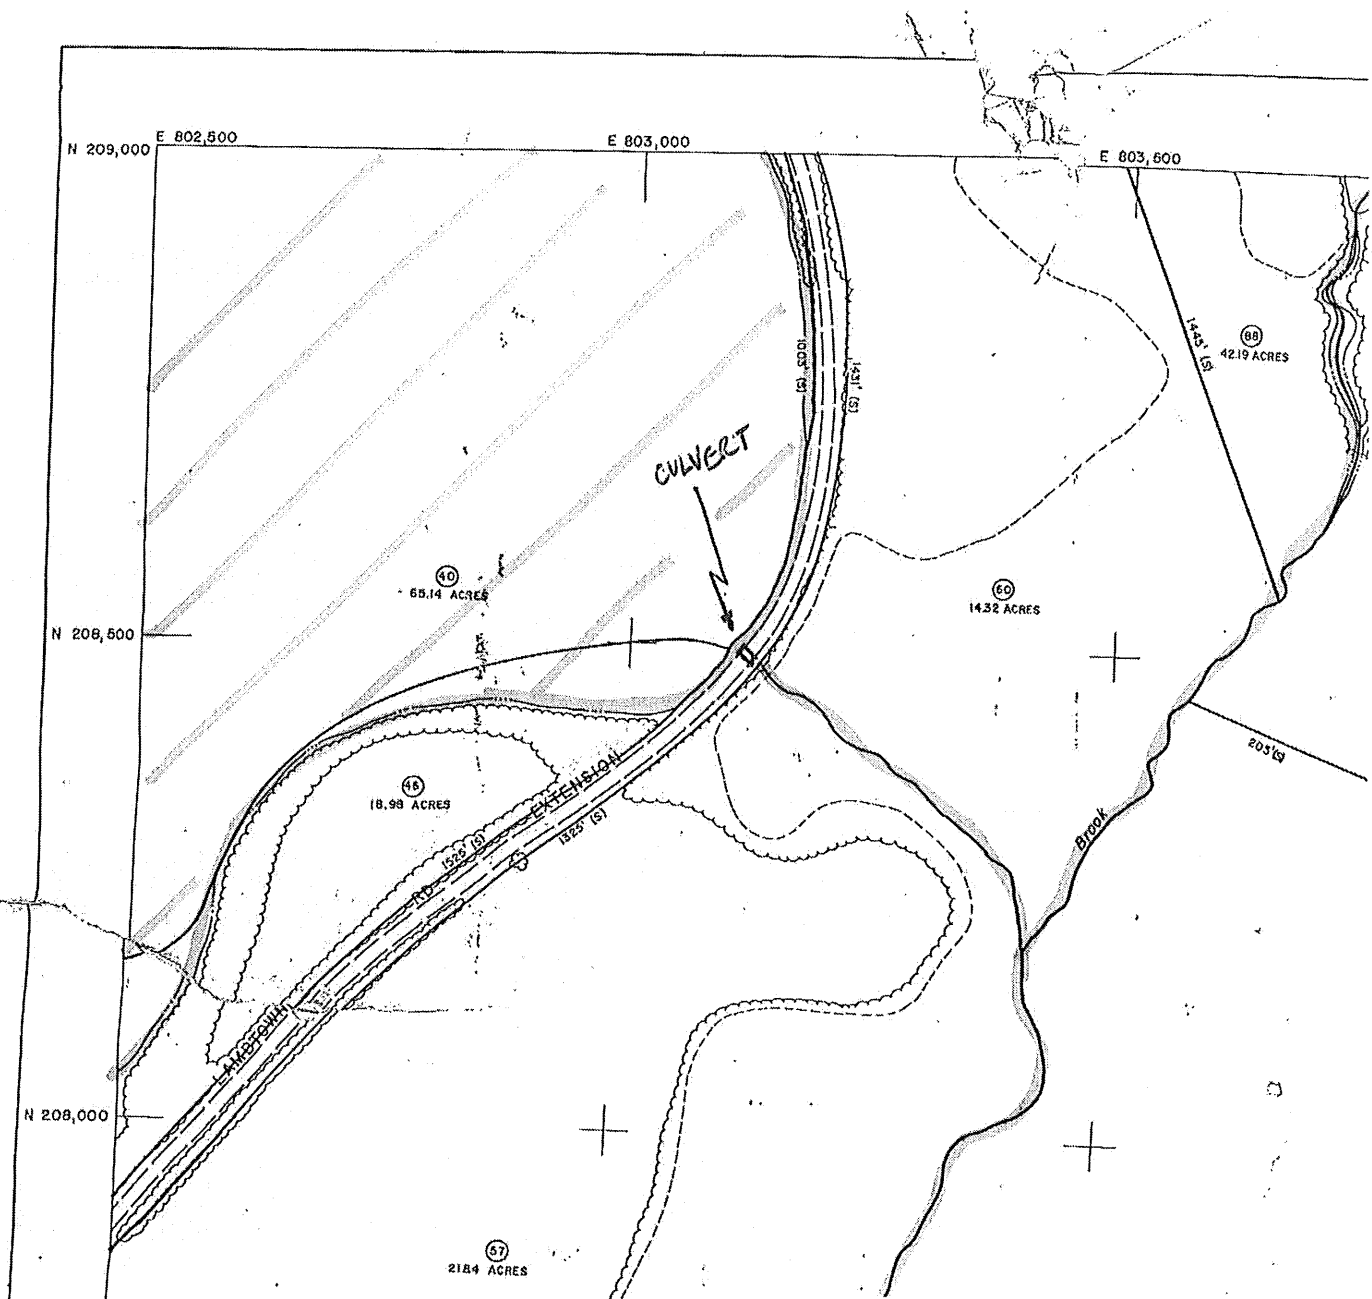 E 802,500
E 803,000
E 803,500
N 209,000
1003' (S)
1431' (S)
1445' (S)
88
42.19 ACRES
CULVERT
40
65.14 ACRES
60
14.32 ACRES
N 208,500
203'(S)
46
18.98 ACRES
LAMBTOWN RD EXTENSION
1525' (S)
1325' (S)
Brook
N 208,000
57
21.84 ACRES